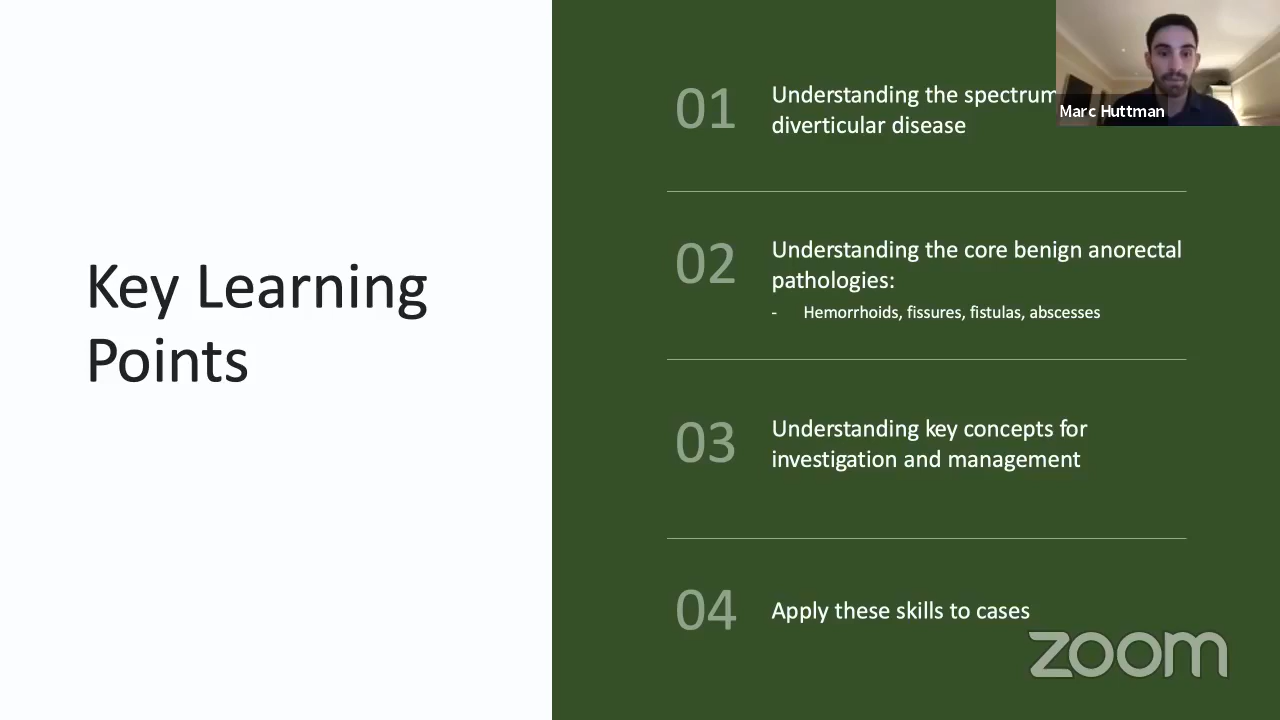 Key Learning
Points
01
Understanding the spectrum
diverticular disease
02
Understanding the core benign anorectal
pathologies:
- Hemorrhoids, fissures, fistulas, abscesses
03
Understanding key concepts for
investigation and management
04
Apply these skills to cases
Marc Huttman
zoom